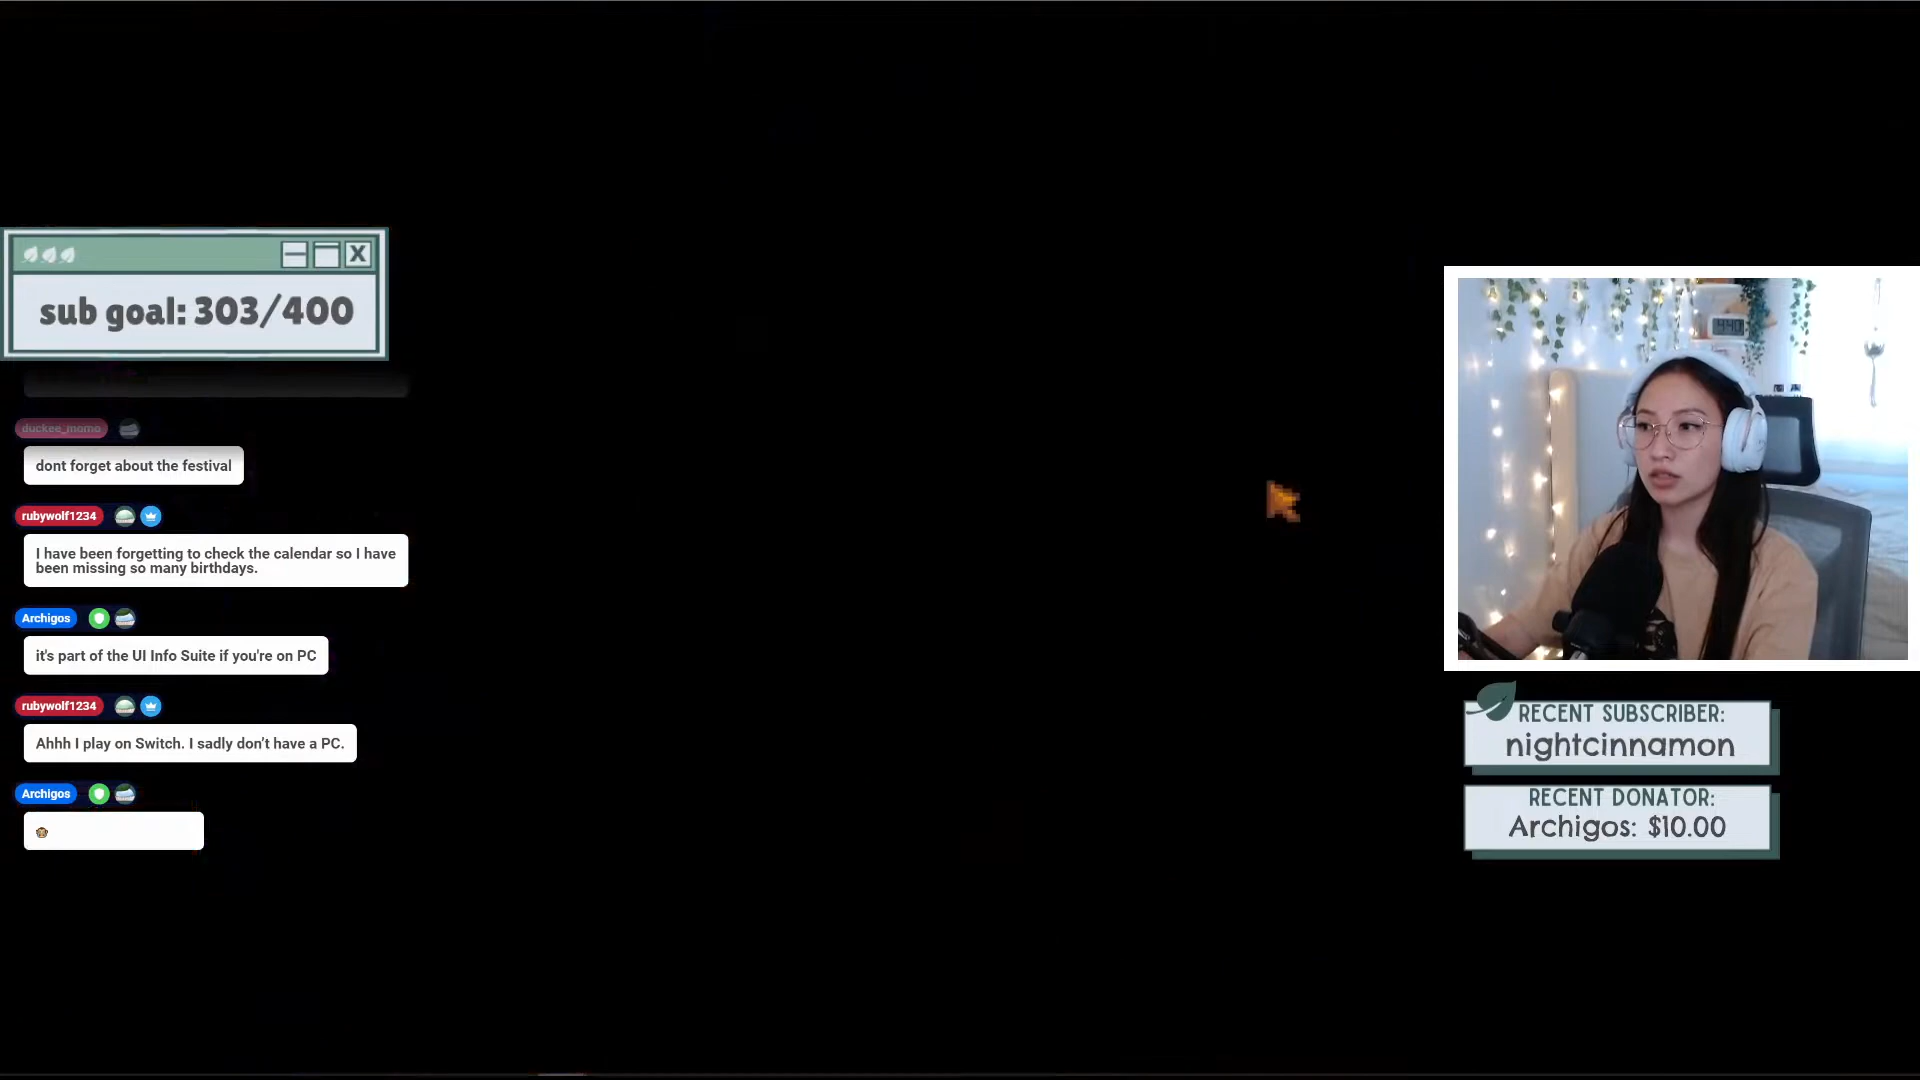 sub goal: 303/400
duckee_momo
dont forget about the festival
rubywolf1234
I have been forgetting to check the calendar so I have
been missing so many birthdays.
Archigos
it's part of the UI Info Suite if you're on PC
rubywolf1234
Ahhh I play on Switch. I sadly don’t have a PC.
Archigos
4:40
RECENT SUBSCRIBER:
nightcinnamon
RECENT DONATOR:
Archigos: $10.00